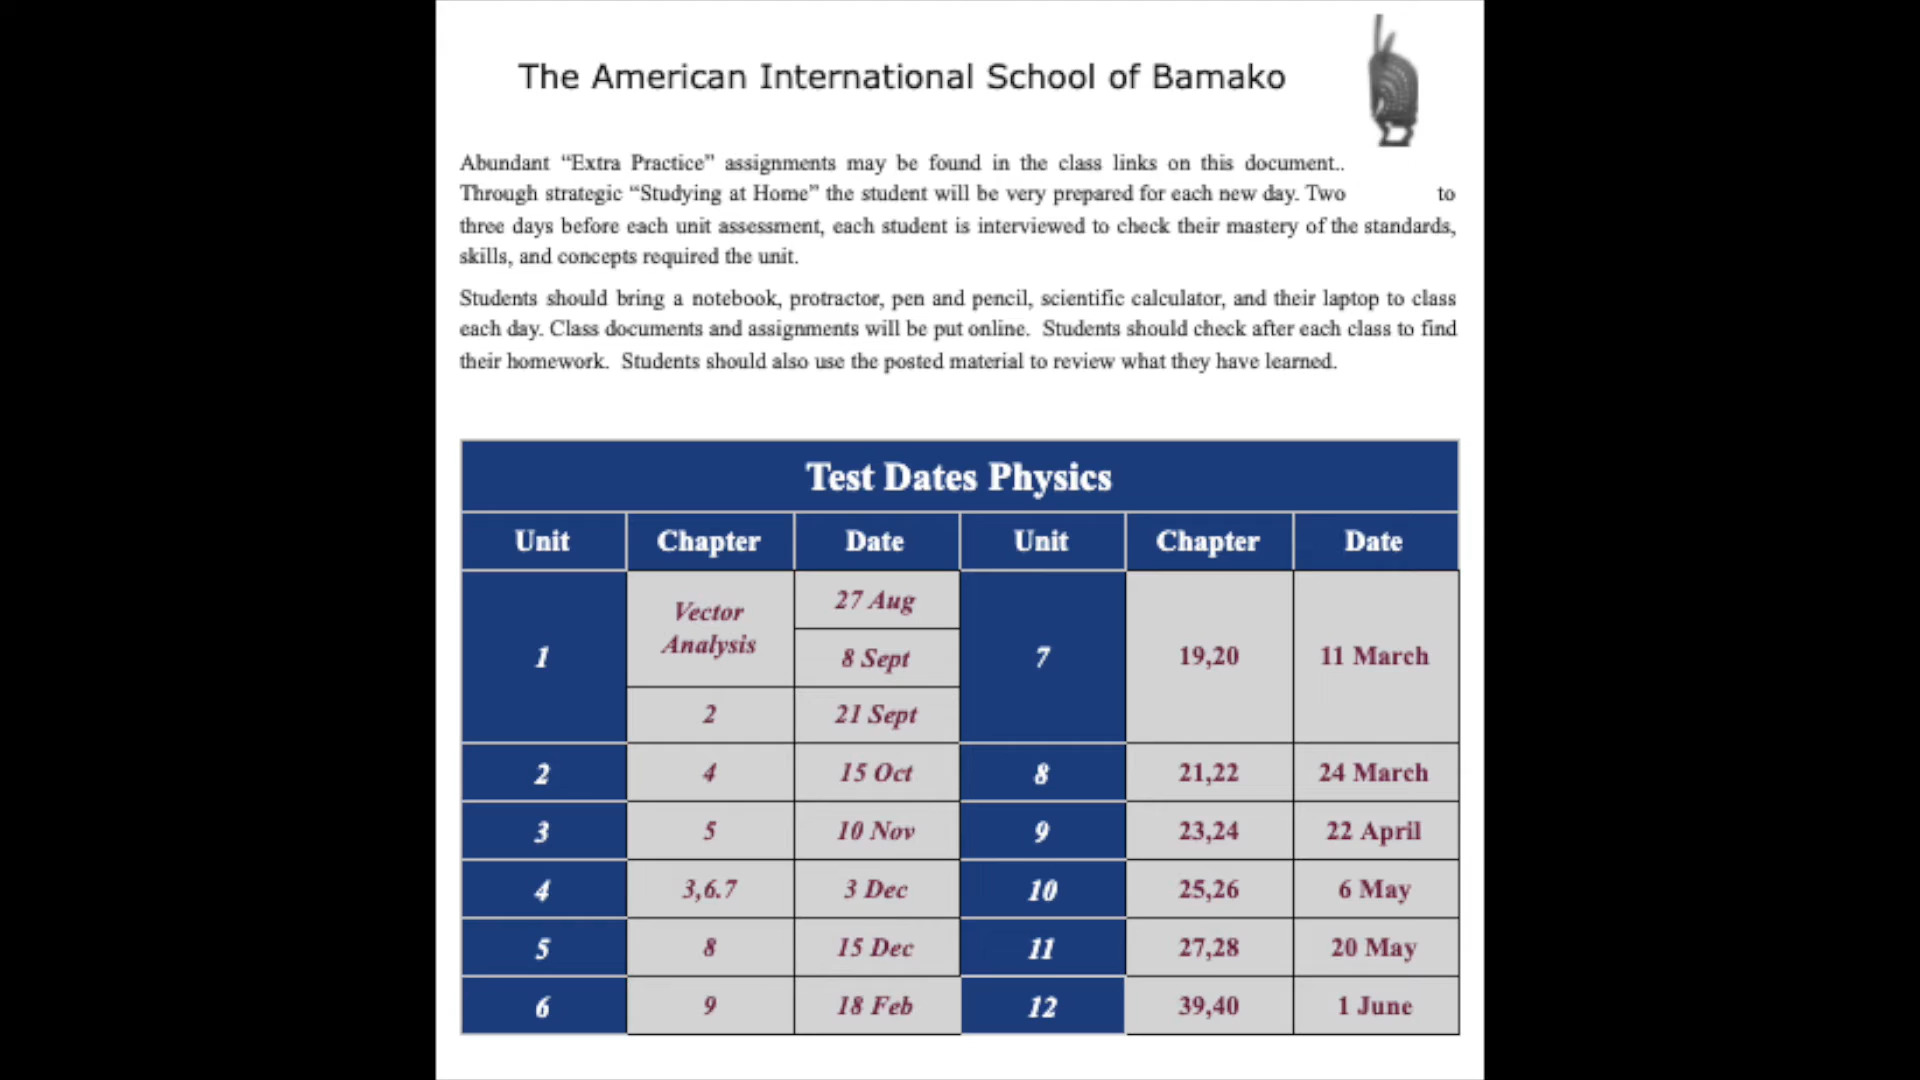 The American International School of Bamako
Abundant “Extra Practice” assignments may be found in the class links on this document..
Through strategic “Studying at Home” the student will be very prepared for each new day. Two to
three days before each unit assessment, each student is interviewed to check their mastery of the standards,
skills, and concepts required the unit.
Students should bring a notebook, protractor, pen and pencil, scientific calculator, and their laptop to class
each day. Class documents and assignments will be put online. Students should check after each class to find
their homework. Students should also use the posted material to review what they have learned.
Test Dates Physics
Unit Chapter Date Unit Chapter Date
1 Vector Analysis 27 Aug 7 19,20 11 March
8 Sept
2 21 Sept
2 4 15 Oct 8 21,22 24 March
3 5 10 Nov 9 23,24 22 April
4 3,6.7 3 Dec 10 25,26 6 May
5 8 15 Dec 11 27,28 20 May
6 9 18 Feb 12 39,40 1 June